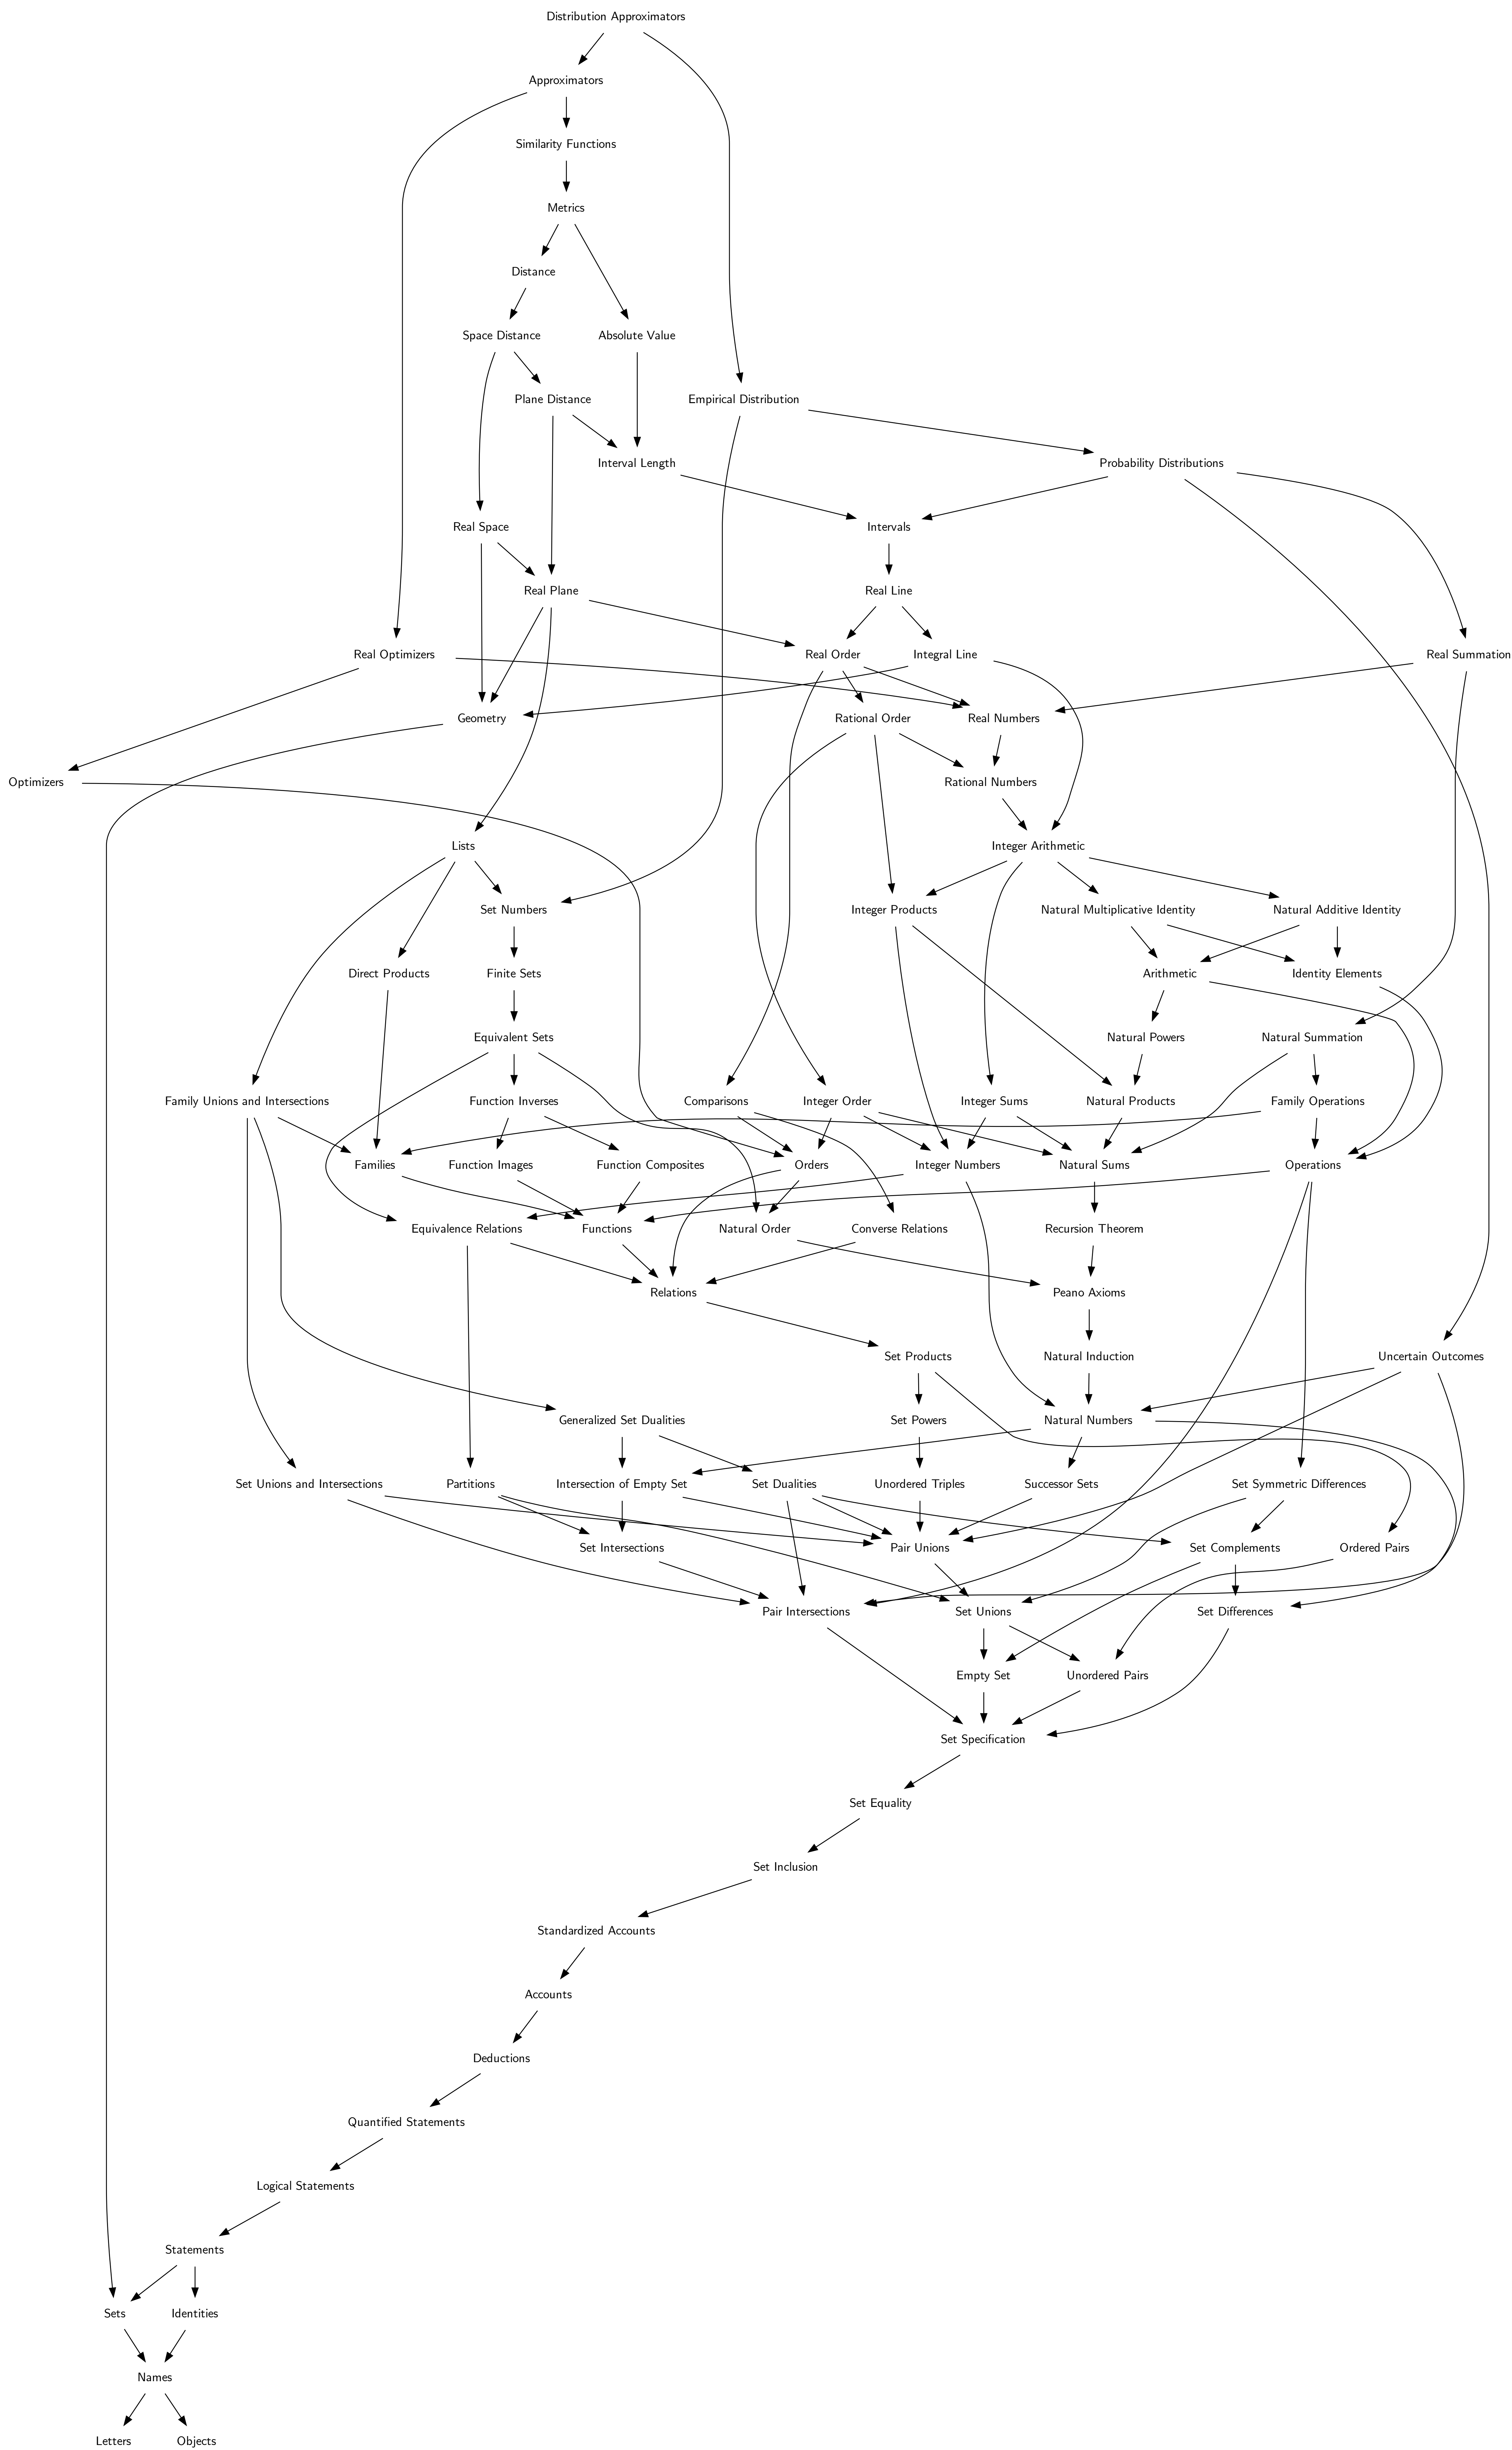 Distribution Approximators
Approximators
Similarity Functions
Metrics
Distance
Space Distance
Absolute Value
Plane Distance
Empirical Distribution
Interval Length
Probability Distributions
Real Space
Intervals
Real Plane
Real Line
Real Optimizers
Real Order
Integral Line
Real Summation
Geometry
Rational Order
Real Numbers
Optimizers
Rational Numbers
Lists
Integer Arithmetic
Set Numbers
Integer Products
Natural Multiplicative Identity
Natural Additive Identity
Direct Products
Finite Sets
Arithmetic
Identity Elements
Equivalent Sets
Natural Powers
Natural Summation
Family Unions and Intersections
Function Inverses
Comparisons
Integer Order
Integer Sums
Natural Products
Family Operations
Families
Function Images
Function Composites
Orders
Integer Numbers
Natural Sums
Operations
Equivalence Relations
Functions
Natural Order
Converse Relations
Recursion Theorem
Relations
Peano Axioms
Set Products
Natural Induction
Uncertain Outcomes
Generalized Set Dualities
Set Powers
Natural Numbers
Set Unions and Intersections
Partitions
Intersection of Empty Set
Set Dualities
Unordered Triples
Successor Sets
Set Symmetric Differences
Set Intersections
Pair Unions
Set Complements
Ordered Pairs
Pair Intersections
Set Unions
Set Differences
Empty Set
Unordered Pairs
Set Specification
Set Equality
Set Inclusion
Standardized Accounts
Accounts
Deductions
Quantified Statements
Logical Statements
Statements
Sets
Identities
Names
Letters
Objects